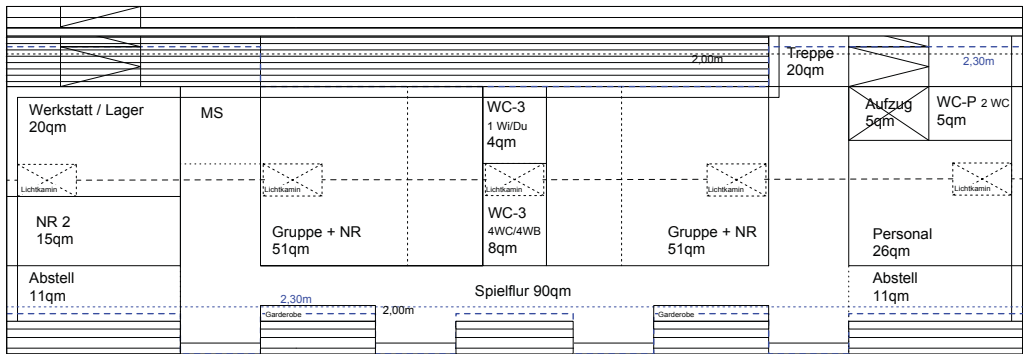 2,00m
Treppe
20qm
2,30m
Werkstatt / Lager
20qm
MS
WC-3
1 Wi/Du
4qm
Aufzug
5qm
WC-P 2 WC
5qm
Lichtkamin
Lichtkamin
Lichtkamin
Lichtkamin
Lichtkamin
NR 2
15qm
Gruppe + NR
51qm
WC-3
4WC/4WB
8qm
Gruppe + NR
51qm
Personal
26qm
Abstell
11qm
Spielflur 90qm
Abstell
11qm
2,30m
Garderobe
2,00m
Garderobe